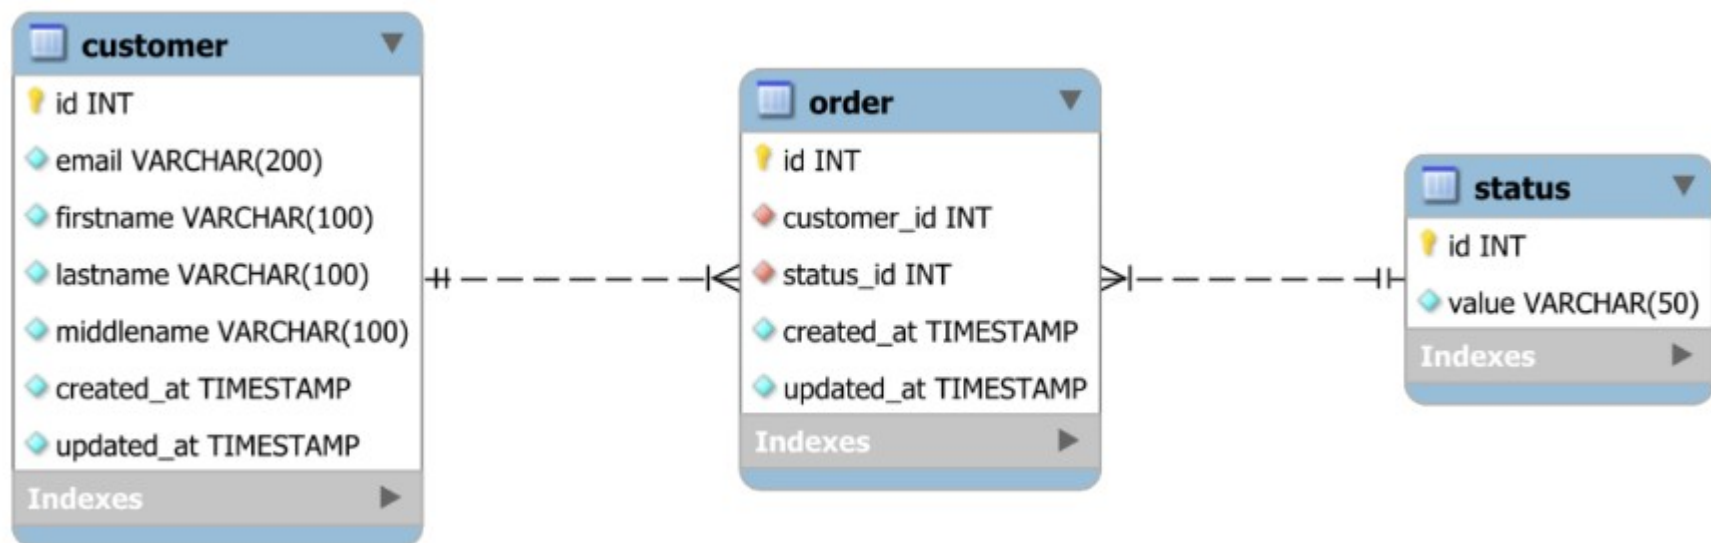 customer
id INT
email VARCHAR(200)
firstname VARCHAR(100)
lastname VARCHAR(100)
middlename VARCHAR(100)
created_at TIMESTAMP
updated_at TIMESTAMP
Indexes
order
id INT
customer_id INT
status_id INT
created_at TIMESTAMP
updated_at TIMESTAMP
Indexes
status
id INT
value VARCHAR(50)
Indexes